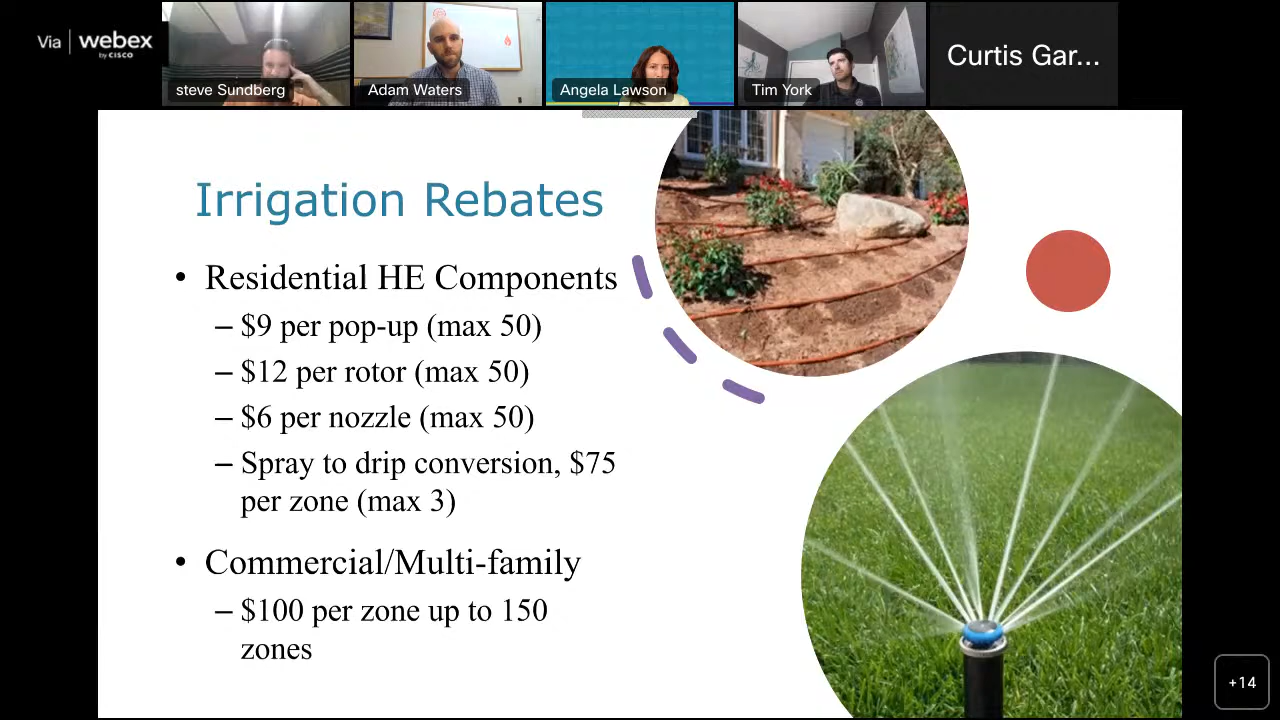 Via | webex
by CISCO
steve Sundberg
Adam Waters
Angela Lawson
Tim York
Curtis Gar...
Irrigation Rebates
• Residential HE Components
– $9 per pop-up (max 50)
– $12 per rotor (max 50)
– $6 per nozzle (max 50)
– Spray to drip conversion, $75
per zone (max 3)
• Commercial/Multi-family
– $100 per zone up to 150
zones
+14